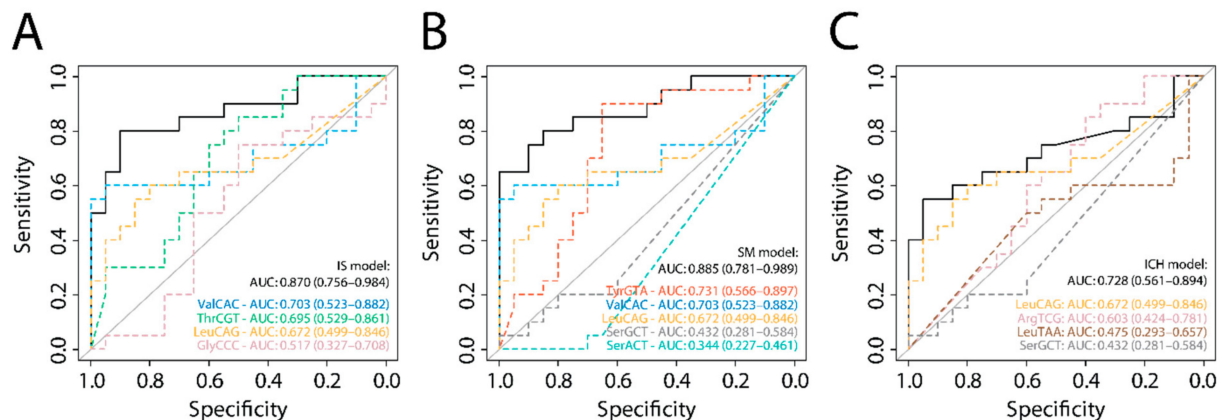 A
B
C
Sensitivity
1.0
0.8
0.6
0.4
0.2
0.0
IS model:
AUC: 0.870 (0.756–0.984)
ValCAC - AUC: 0.703 (0.523–0.882)
ThrCGT - AUC: 0.695 (0.529–0.861)
LeuCAG - AUC: 0.672 (0.499–0.846)
GlyCCC - AUC: 0.517 (0.327–0.708)
1.0 0.8 0.6 0.4 0.2 0.0
Specificity
Sensitivity
1.0
0.8
0.6
0.4
0.2
0.0
SM model:
AUC: 0.885 (0.781–0.989)
TyrGTA - AUC: 0.731 (0.566–0.897)
ValCAC - AUC: 0.703 (0.523–0.882)
LeuCAG - AUC: 0.672 (0.499–0.846)
SerGCT - AUC: 0.432 (0.281–0.584)
SerACT - AUC: 0.344 (0.227–0.461)
1.0 0.8 0.6 0.4 0.2 0.0
Specificity
Sensitivity
1.0
0.8
0.6
0.4
0.2
0.0
ICH model:
AUC: 0.728 (0.561–0.894)
LeuCAG: AUC: 0.672 (0.499–0.846)
ArgTCG: AUC: 0.603 (0.424–0.781)
LeuTAA: AUC: 0.475 (0.293–0.657)
SerGCT: AUC: 0.432 (0.281–0.584)
1.0 0.8 0.6 0.4 0.2 0.0
Specificity